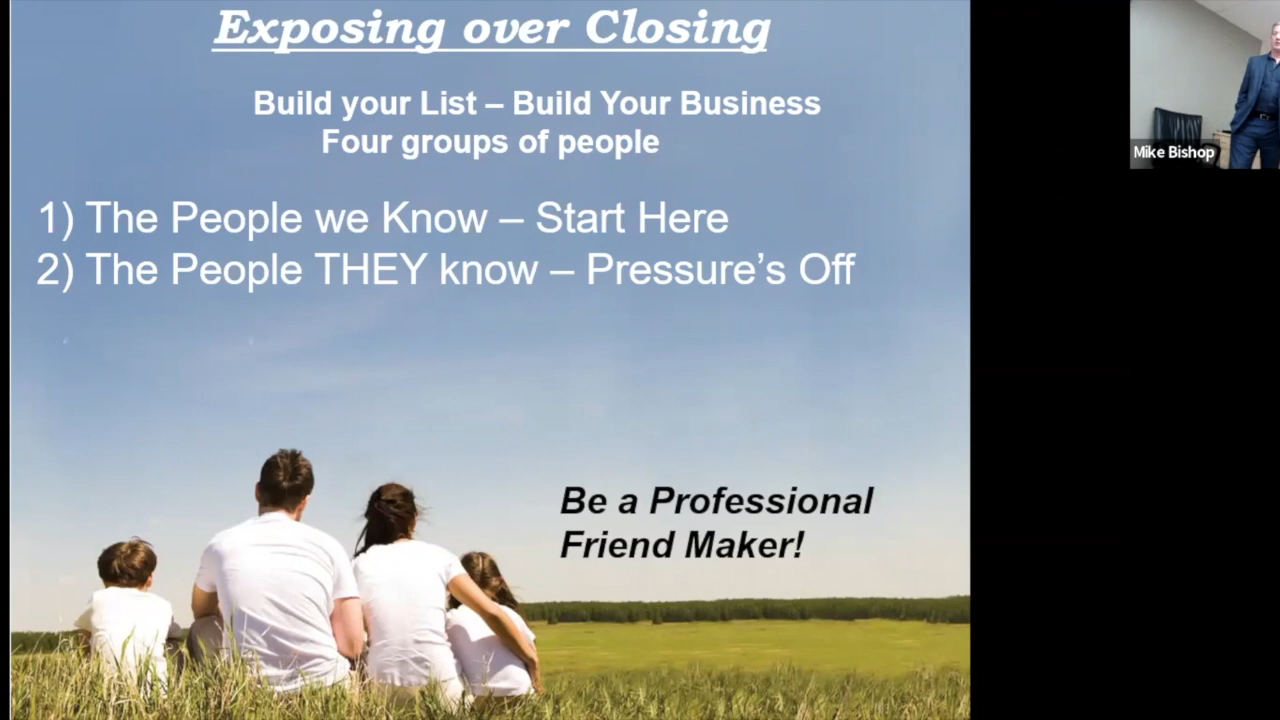 Exposing over Closing
Build your List – Build Your Business
Four groups of people
1) The People we Know – Start Here
2) The People THEY know – Pressure's Off
Be a Professional
Friend Maker!
Mike Bishop